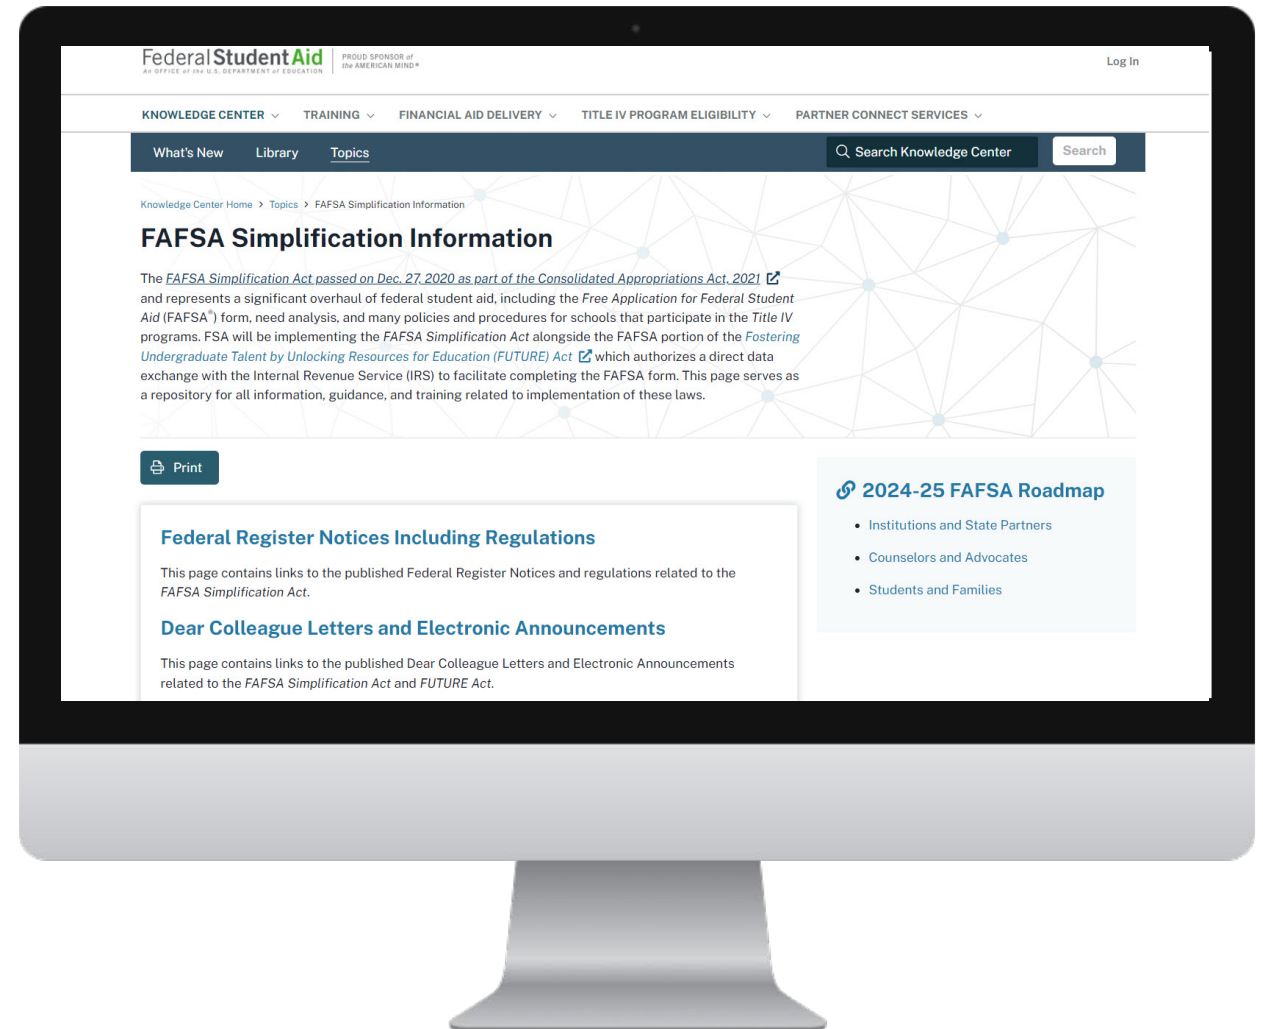 Federal Student Aid
An OFFICE of the U.S. DEPARTMENT of EDUCATION
PROUD SPONSOR of
the AMERICAN MIND®
Log In
KNOWLEDGE CENTER
TRAINING
FINANCIAL AID DELIVERY
TITLE IV PROGRAM ELIGIBILITY
PARTNER CONNECT SERVICES
What's New
Library
Topics
Search Knowledge Center
Search
Knowledge Center Home > Topics > FAFSA Simplification Information
FAFSA Simplification Information
The FAFSA Simplification Act passed on Dec. 27, 2020 as part of the Consolidated Appropriations Act, 2021
and represents a significant overhaul of federal student aid, including the Free Application for Federal Student
Aid (FAFSA®) form, need analysis, and many policies and procedures for schools that participate in the Title IV
programs. FSA will be implementing the FAFSA Simplification Act alongside the FAFSA portion of the Fostering
Undergraduate Talent by Unlocking Resources for Education (FUTURE) Act which authorizes a direct data
exchange with the Internal Revenue Service (IRS) to facilitate completing the FAFSA form. This page serves as
a repository for all information, guidance, and training related to implementation of these laws.
Print
Federal Register Notices Including Regulations
This page contains links to the published Federal Register Notices and regulations related to the
FAFSA Simplification Act.
Dear Colleague Letters and Electronic Announcements
This page contains links to the published Dear Colleague Letters and Electronic Announcements
related to the FAFSA Simplification Act and FUTURE Act.
2024-25 FAFSA Roadmap
• Institutions and State Partners
• Counselors and Advocates
• Students and Families